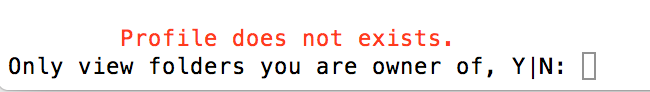 Profile does not exists.
Only view folders you are owner of, Y|N: